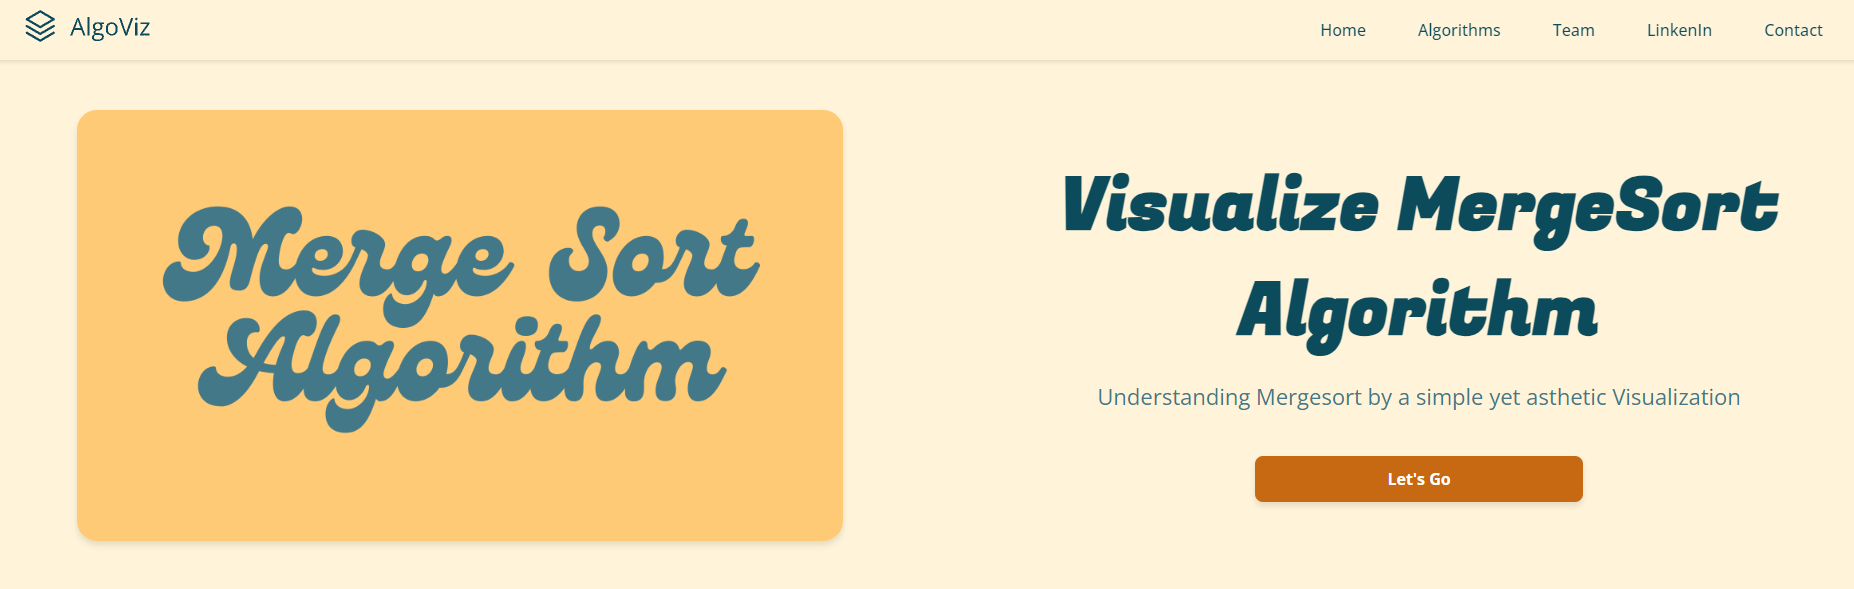 AlgoViz
Home Algorithms Team LinkenIn Contact
Merge Sort
Algorithm
Visualize MergeSort
Algorithm
Understanding Mergesort by a simple yet asthetic Visualization
Let's Go